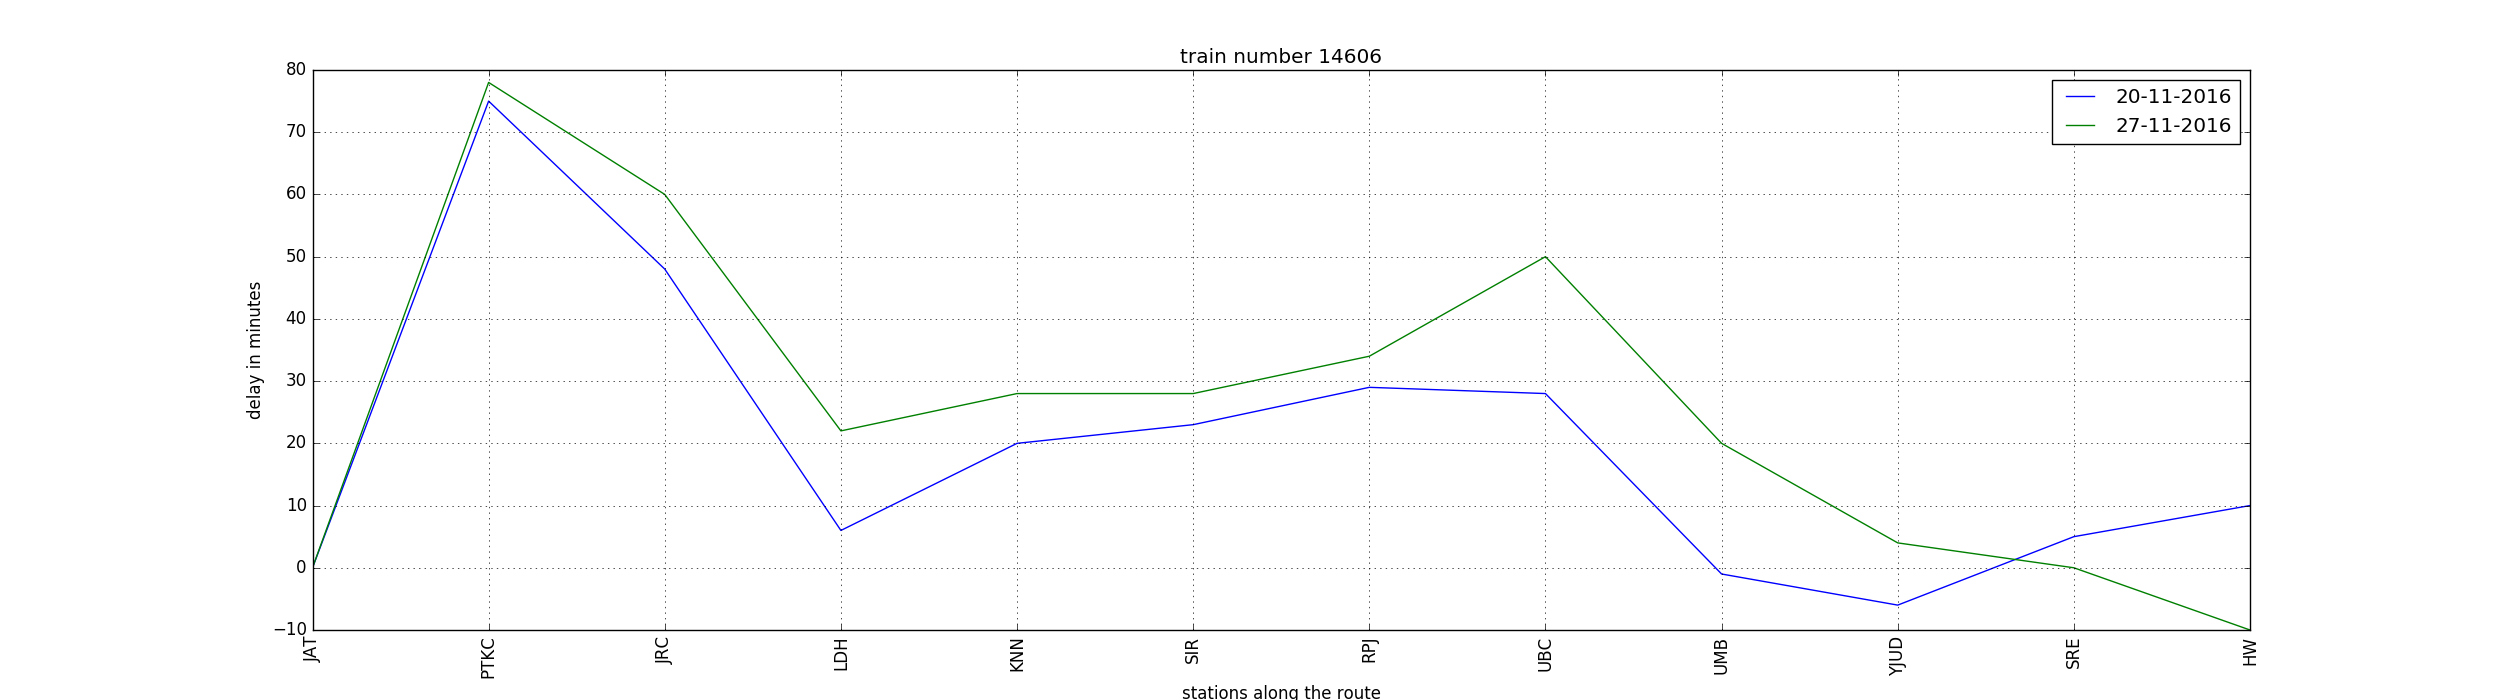 train number 14606
80
70
60
50
40
30
20
10
0
−10
delay in minutes
20-11-2016
27-11-2016
JAT
PTKC
JRC
LDH
KNN
SIR
RPJ
UBC
UMB
YJUD
SRE
HW
stations along the route